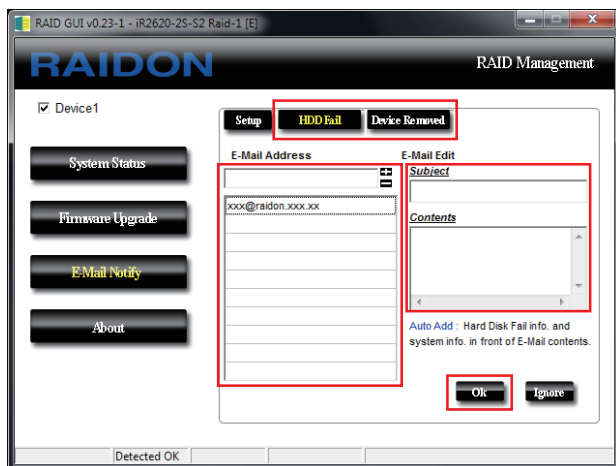 RAID GUI v0.23-1 - iR2620-2S-S2 Raid-1 [E]
RAIDON
RAID Management
Device1
Setup
HDD Fail
Device Removed
System Status
Firmware Upgrade
E-Mail Notify
About
E-Mail Address
xxx@raidon.xxx.xx
E-Mail Edit
Subject
Contents
Auto Add : Hard Disk Fail info. and
system info. in front of E-Mail contents.
Ok
Ignore
Detected OK